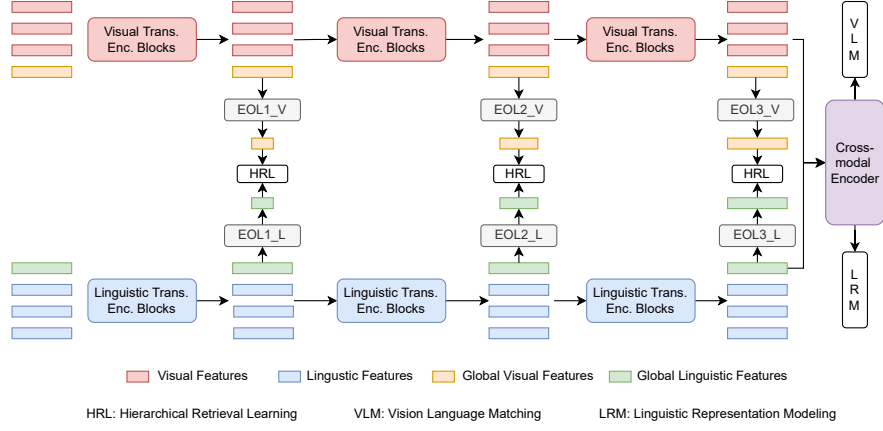 Visual Trans.
Enc. Blocks
Visual Trans.
Enc. Blocks
Visual Trans.
Enc. Blocks
V
L
M
EOL1_V
EOL2_V
EOL3_V
HRL
HRL
HRL
Cross-
modal
Encoder
EOL1_L
EOL2_L
EOL3_L
Linguistic Trans.
Enc. Blocks
Linguistic Trans.
Enc. Blocks
Linguistic Trans.
Enc. Blocks
L
R
M
Visual Features
Lingustic Features
Global Visual Features
Global Linguistic Features
HRL: Hierarchical Retrieval Learning
VLM: Vision Language Matching
LRM: Linguistic Representation Modeling